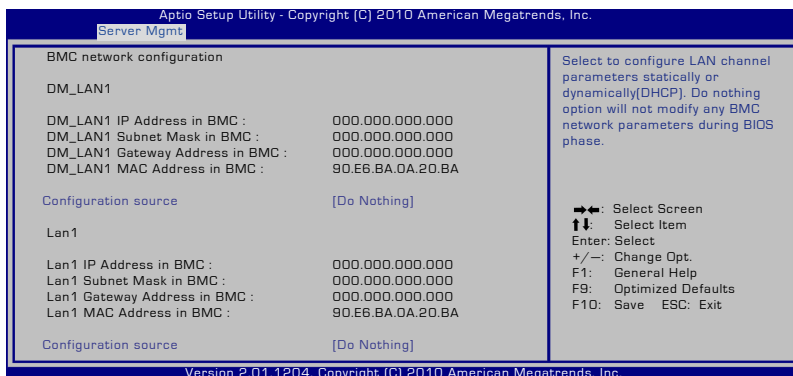 Aptio Setup Utility - Copyright (C) 2010 American Megatrends, Inc.
Server Mgmt
BMC network configuration
DM_LAN1
DM_LAN1 IP Address in BMC : 000.000.000.000
DM_LAN1 Subnet Mask in BMC : 000.000.000.000
DM_LAN1 Gateway Address in BMC : 000.000.000.000
DM_LAN1 MAC Address in BMC : 90.E6.BA.0A.20.BA
Configuration source [Do Nothing]
Lan1
Lan1 IP Address in BMC : 000.000.000.000
Lan1 Subnet Mask in BMC : 000.000.000.000
Lan1 Gateway Address in BMC : 000.000.000.000
Lan1 MAC Address in BMC : 90.E6.BA.0A.20.BA
Configuration source [Do Nothing]
Select to configure LAN channel
parameters statically or
dynamically(DHCP). Do nothing
option will not modify any BMC
network parameters during BIOS
phase.
→←: Select Screen
↑↓: Select Item
Enter: Select
+/—: Change Opt.
F1: General Help
F9: Optimized Defaults
F10: Save ESC: Exit
Version 2.01.1204. Copyright (C) 2010 American Megatrends, Inc.